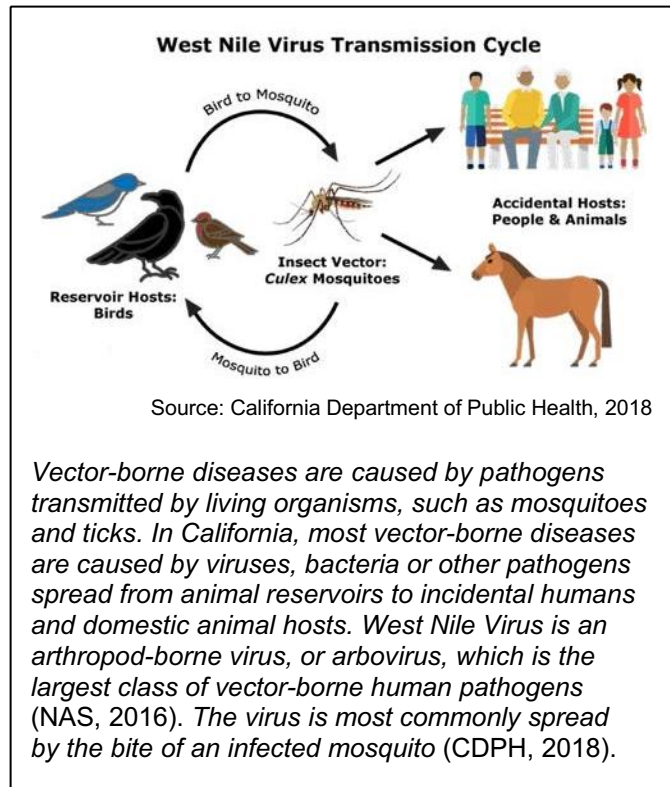 West Nile Virus Transmission Cycle
Bird to Mosquito
Reservoir Hosts:
Birds
Insect Vector:
Culex Mosquitoes
Mosquito to Bird
Accidental Hosts:
People & Animals
Source: California Department of Public Health, 2018
Vector-borne diseases are caused by pathogens
transmitted by living organisms, such as mosquitoes
and ticks. In California, most vector-borne diseases
are caused by viruses, bacteria or other pathogens
spread from animal reservoirs to incidental humans
and domestic animal hosts. West Nile Virus is an
arthropod-borne virus, or arbovirus, which is the
largest class of vector-borne human pathogens
(NAS, 2016). The virus is most commonly spread
by the bite of an infected mosquito (CDPH, 2018).